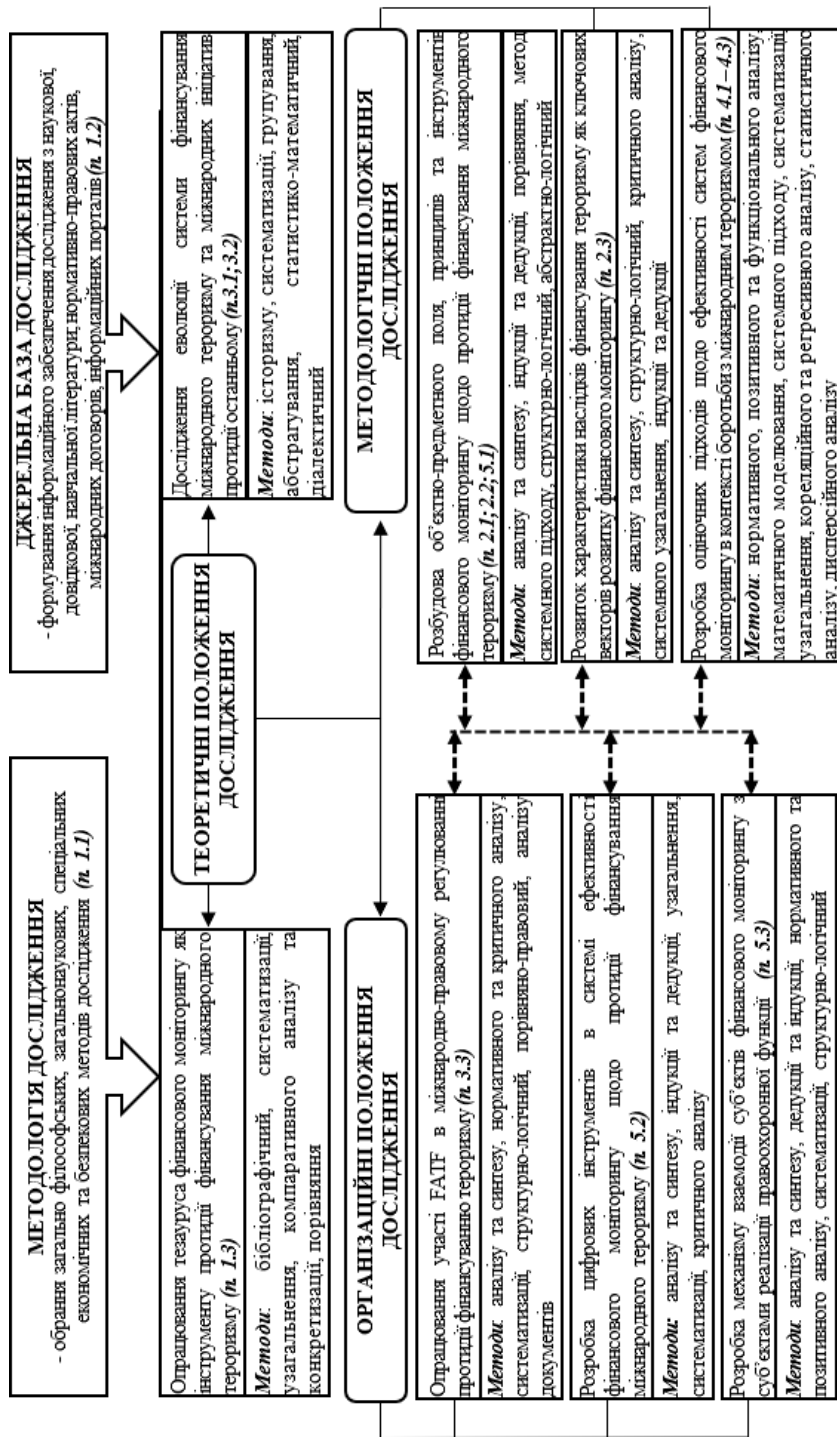 МЕТОДОЛОГІЯ ДОСЛІДЖЕННЯ
- обрання загально філософських, загальнонаукових, спеціальних
економічних та безпекових методів дослідження (п. 1.1)
ДЖЕРЕЛЬНА БАЗА ДОСЛІДЖЕННЯ
- формування інформаційного забезпечення дослідження з наукової,
довідкової, навчальної літератури, нормативно-правових актів,
міжнародних договорів, інформаційних порталів (п. 1.2)
ТЕОРЕТИЧНІ ПОЛОЖЕННЯ
ДОСЛІДЖЕННЯ
Опрацювання тезауруса фінансового моніторингу як
інструменту протидії фінансування міжнародного
тероризму (п. 1.3)
Методи: бібліографічний, систематизації,
узагальнення, компаративного аналізу та
конкретизації, порівняння
Дослідження еволюції системи фінансування
міжнародного тероризму та міжнародних ініціатив
протидії останньому (п.3.1; 3.2)
Методи: історизму, систематизації, групування,
абстрагування, статистико-математичний,
діалектичний
ОРГАНІЗАЦІЙНІ ПОЛОЖЕННЯ
ДОСЛІДЖЕННЯ
МЕТОДОЛОГІЧНІ ПОЛОЖЕННЯ
ДОСЛІДЖЕННЯ
Опрацювання участі FATF в міжнародно-правовому регулюванні
протидії фінансуванню тероризму (п. 3.3)
Методи: аналізу та синтезу, нормативного та критичного аналізу,
систематизації, структурно-логічний, порівняно-правовий, аналізу
документів
Розробка цифрових інструментів в системі ефективності
фінансового моніторингу щодо протидії фінансування
міжнародного тероризму (п. 5.2)
Методи: аналізу та синтезу, індукції та дедукції, узагальнення,
систематизації, критичного аналізу
Розробка механізму взаємодії суб’єктів фінансового моніторингу з
суб’єктами реалізації правоохоронної функції (п. 5.3)
Методи: аналізу та синтезу, дедукції та індукції, нормативного та
позитивного аналізу, систематизації, структурно-логічний
Розбудова об’єктно-предметного поля, принципів та інструментів
фінансового моніторингу щодо протидії фінансування міжнародного
тероризму (п. 2.1; 2.2; 5.1)
Методи: аналізу та синтезу, індукції та дедукції, порівняння, метод
системного підходу, структурно-логічний, абстрактно-логічний
Розвиток характеристики наслідків фінансування тероризму як ключових
векторів розвитку фінансового моніторингу (п. 2.3)
Методи: аналізу та синтезу, структурно-логічний, критичного аналізу,
системного узагальнення, індукції та дедукції
Розробка оціночних підходів щодо ефективності систем фінансового
моніторингу в контексті боротьби з міжнародним тероризмом (п. 4.1–4.3)
Методи: нормативного, позитивного та функціонального аналізу,
математичного моделювання, системного підходу, систематизації,
узагальнення, кореляційного та регресивного аналізу, статистичного
аналізу, дисперсійного аналізу